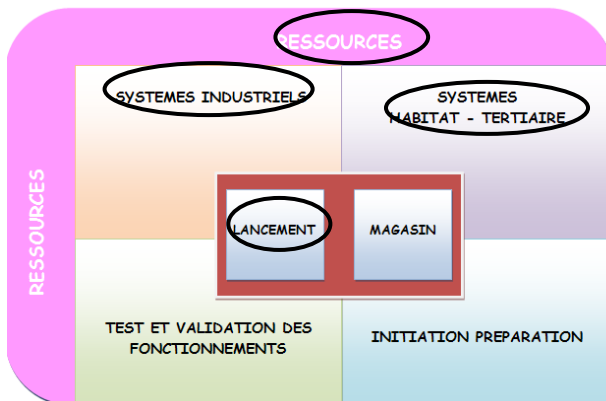 RESSOURCES
SYSTEMES INDUSTRIELS
SYSTEMES
HABITAT - TERTIAIRE
RESSOURCES
LANCEMENT
MAGASIN
TEST ET VALIDATION DES
FONCTIONNEMENTS
INITIATION PREPARATION